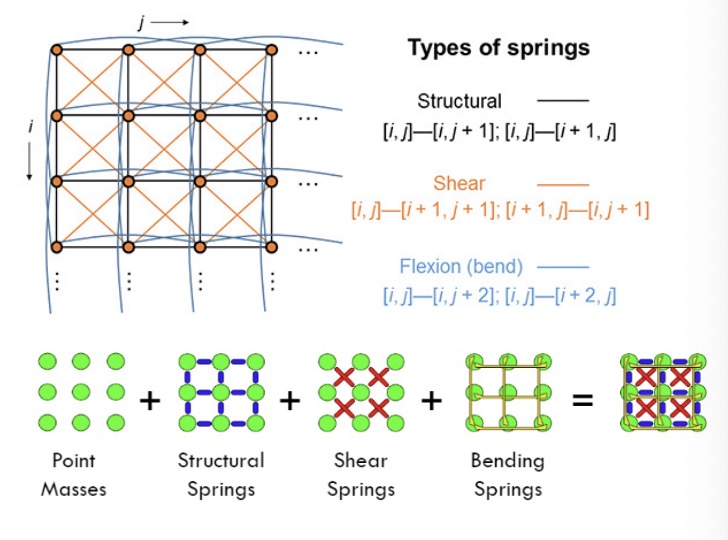 j
Types of springs
i
Structural
[i, j]—[i, j + 1]; [i, j]—[i + 1, j]
Shear
[i, j]—[i + 1, j + 1]; [i + 1, j]—[i, j + 1]
Flexion (bend)
[i, j]—[i, j + 2]; [i, j]—[i + 2, j]
+ + + =
Point
Masses
Structural
Springs
Shear
Springs
Bending
Springs